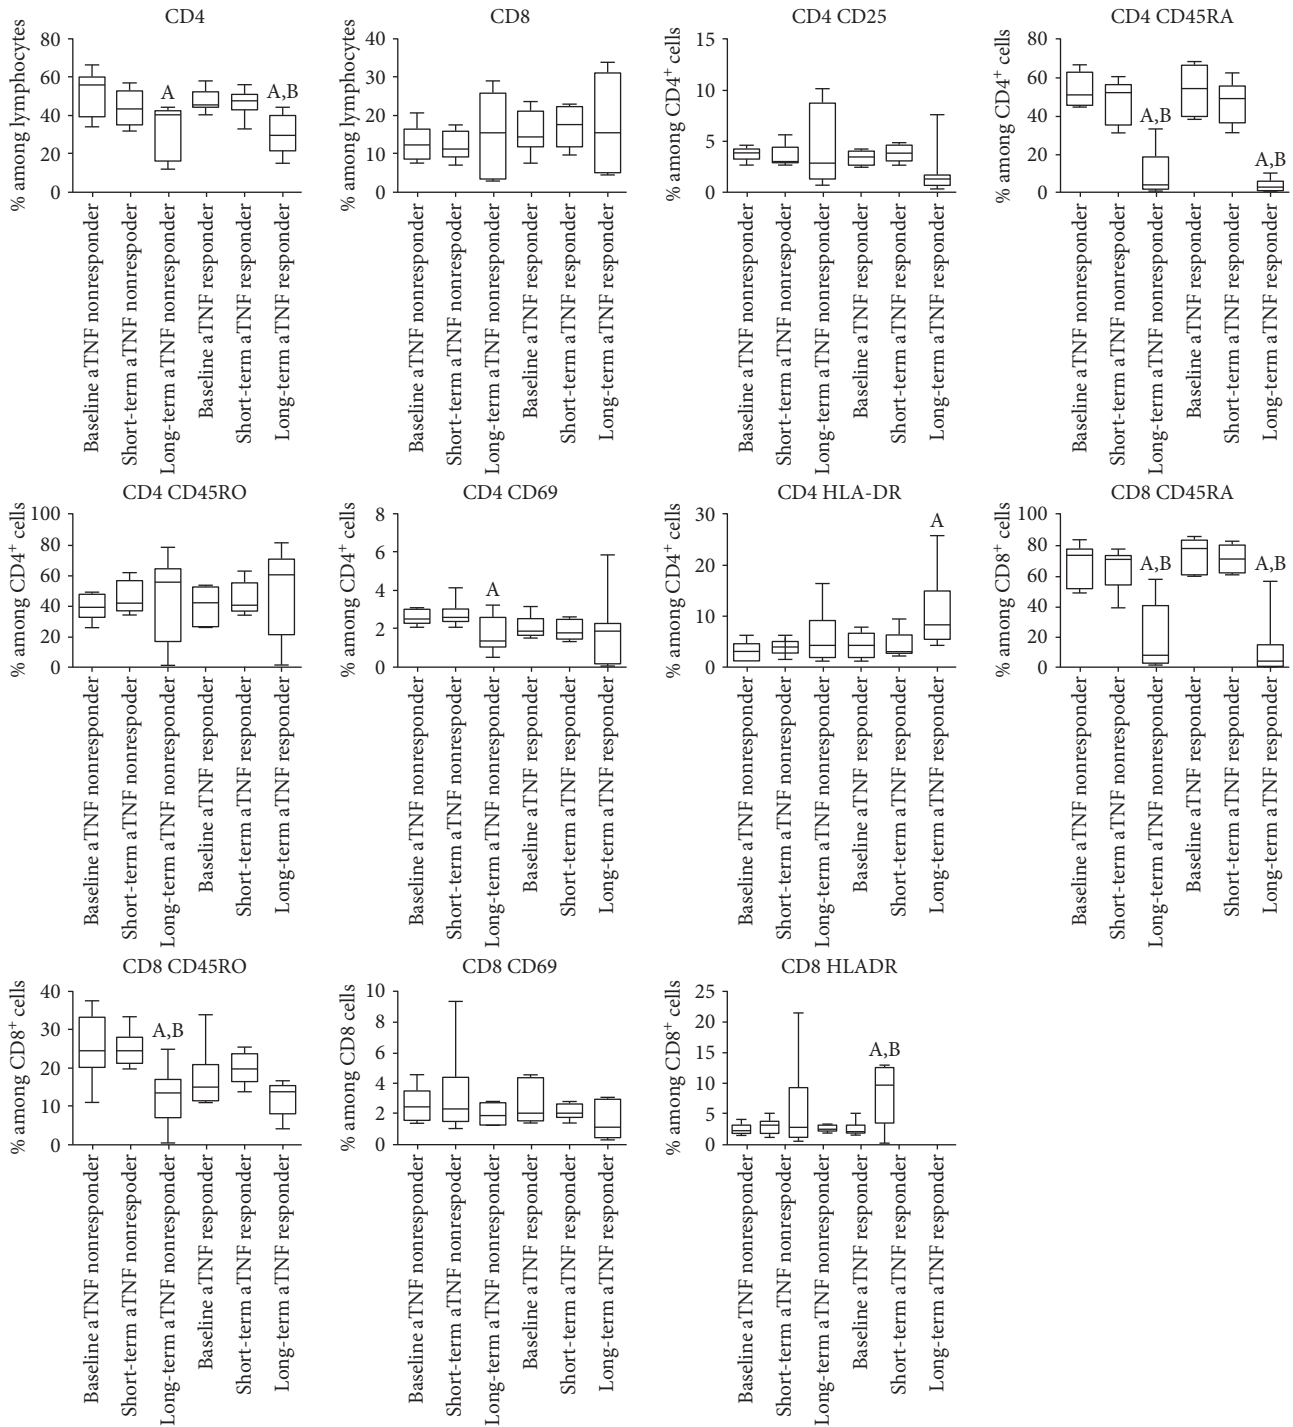 CD4
% among lymphocytes
80
60
40
20
0
A
A,B
Baseline aTNF nonresponder
Short-term aTNF nonrespoder
Long-term aTNF nonresponder
Baseline aTNF responder
Short-term aTNF responder
Long-term aTNF responder
CD8
% among lymphocytes
40
30
20
10
0
Baseline aTNF nonresponder
Short-term aTNF nonrespoder
Long-term aTNF nonresponder
Baseline aTNF responder
Short-term aTNF responder
Long-term aTNF responder
CD4 CD25
% among CD4⁺ cells
15
10
5
0
Baseline aTNF nonresponder
Short-term aTNF nonrespoder
Long-term aTNF nonresponder
Baseline aTNF responder
Short-term aTNF responder
Long-term aTNF responder
CD4 CD45RA
% among CD4⁺ cells
80
60
40
20
0
A,B
A,B
Baseline aTNF nonresponder
Short-term aTNF nonrespoder
Long-term aTNF nonresponder
Baseline aTNF responder
Short-term aTNF responder
Long-term aTNF responder
CD4 CD45RO
% among CD4⁺ cells
100
80
60
40
20
0
Baseline aTNF nonresponder
Short-term aTNF nonrespoder
Long-term aTNF nonresponder
Baseline aTNF responder
Short-term aTNF responder
Long-term aTNF responder
CD4 CD69
% among CD4⁺ cells
8
6
4
2
0
A
Baseline aTNF nonresponder
Short-term aTNF nonrespoder
Long-term aTNF nonresponder
Baseline aTNF responder
Short-term aTNF responder
Long-term aTNF responder
CD4 HLA-DR
% among CD4⁺ cells
30
20
10
0
A
Baseline aTNF nonresponder
Short-term aTNF nonrespoder
Long-term aTNF nonresponder
Baseline aTNF responder
Short-term aTNF responder
Long-term aTNF responder
CD8 CD45RA
% among CD8⁺ cells
100
80
60
40
20
0
A,B
A,B
Baseline aTNF nonresponder
Short-term aTNF nonrespoder
Long-term aTNF nonresponder
Baseline aTNF responder
Short-term aTNF responder
Long-term aTNF responder
CD8 CD45RO
% among CD8⁺ cells
40
30
20
10
0
A,B
Baseline aTNF nonresponder
Short-term aTNF nonrespoder
Long-term aTNF nonresponder
Baseline aTNF responder
Short-term aTNF responder
Long-term aTNF responder
CD8 CD69
% among CD8 cells
10
8
6
4
2
0
Baseline aTNF nonresponder
Short-term aTNF nonrespoder
Long-term aTNF nonresponder
Baseline aTNF responder
Short-term aTNF responder
Long-term aTNF responder
CD8 HLADR
% among CD8⁺ cells
25
20
15
10
5
0
A,B
Baseline aTNF nonresponder
Short-term aTNF nonrespoder
Long-term aTNF nonresponder
Baseline aTNF responder
Short-term aTNF responder
Long-term aTNF responder